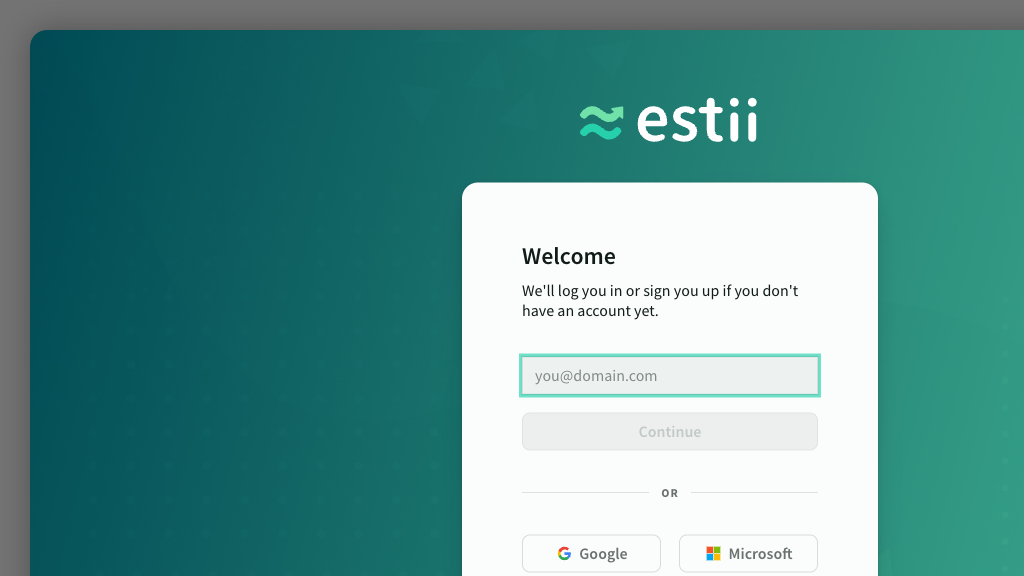 estii
Welcome
We'll log you in or sign you up if you don't
have an account yet.
you@domain.com
Continue
OR
Google
Microsoft